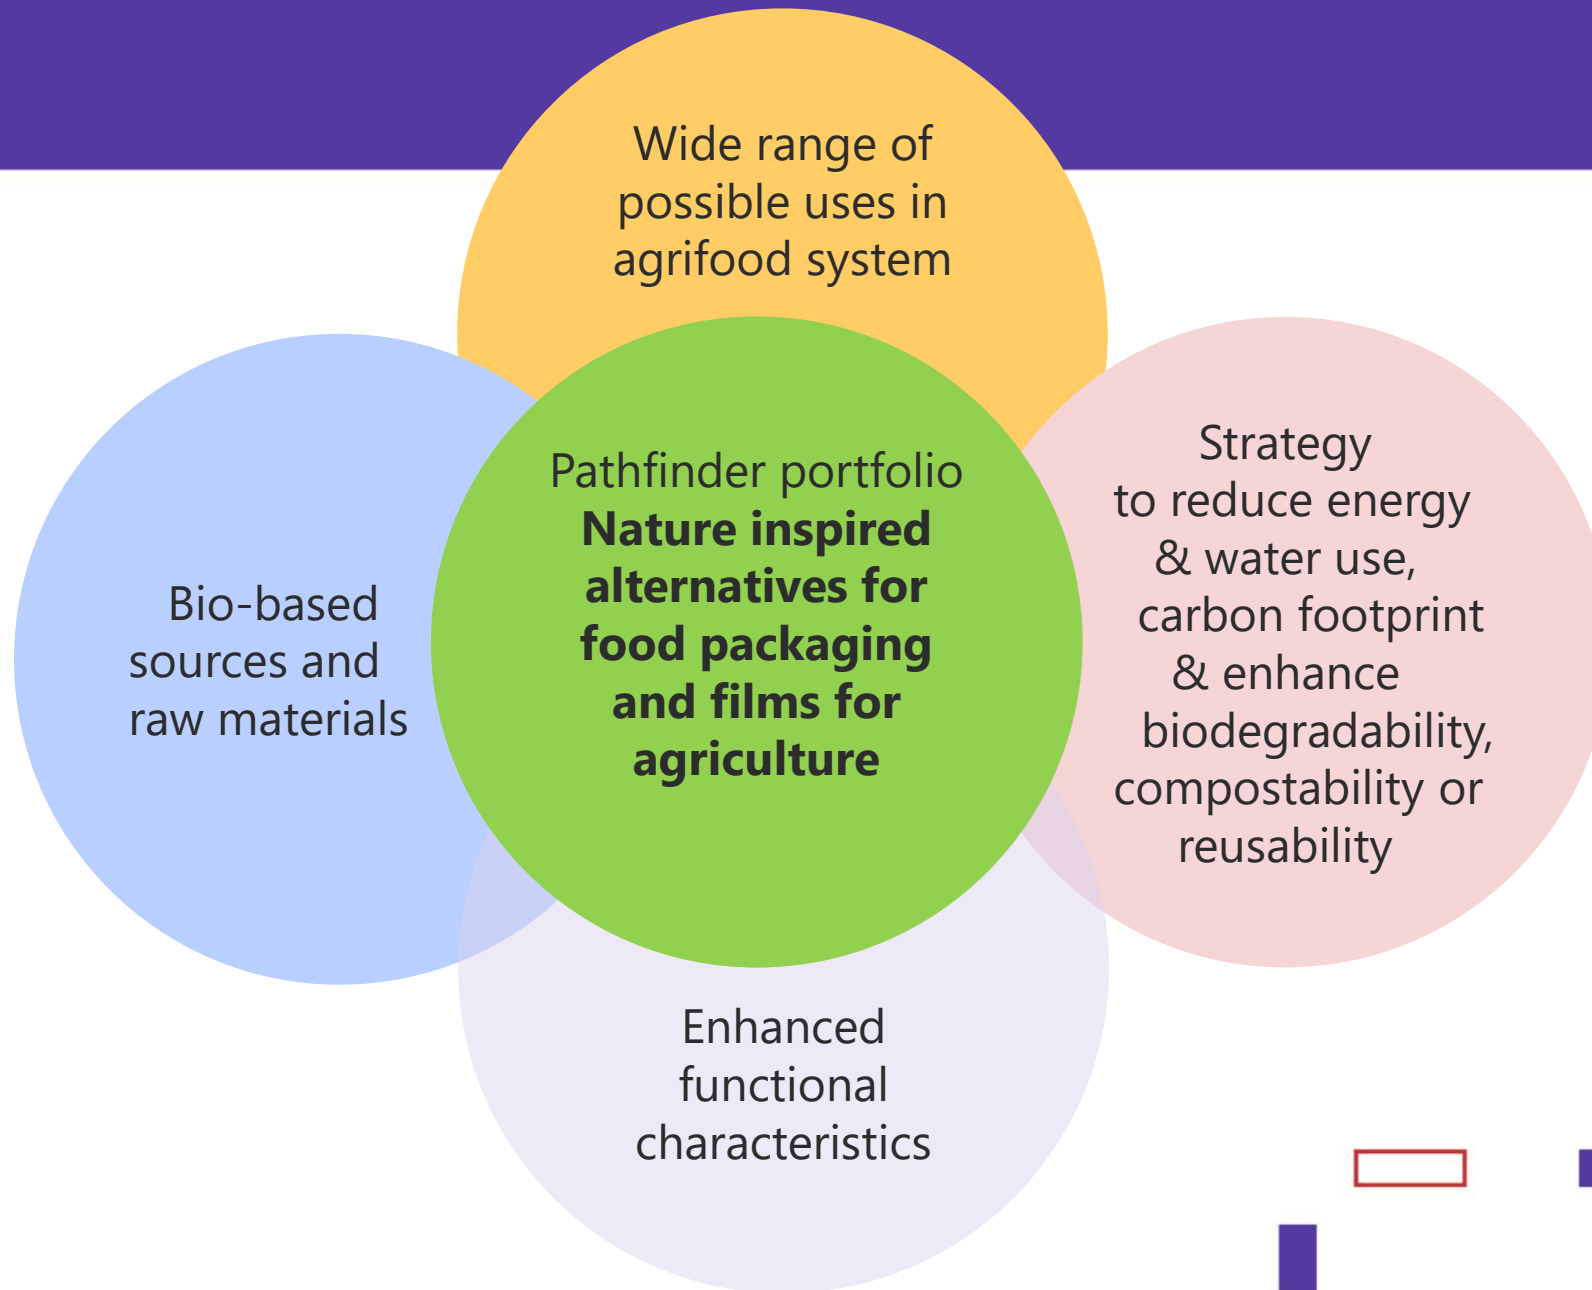 Wide range of
possible uses in
agrifood system
Pathfinder portfolio
Nature inspired
alternatives for
food packaging
and films for
agriculture
Bio-based
sources and
raw materials
Strategy
to reduce energy
& water use,
carbon footprint
& enhance
biodegradability,
compostability or
reusability
Enhanced
functional
characteristics